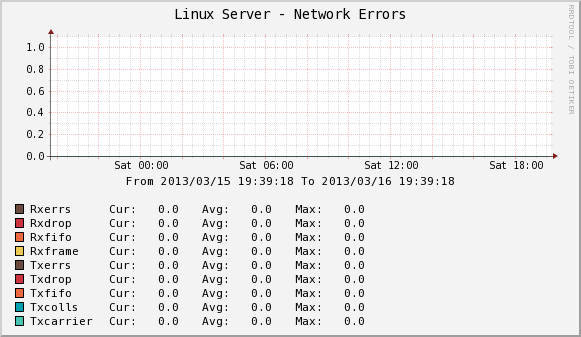 Linux Server - Network Errors
RRDTOOL / TOBI OETIKER
1.0
0.8
0.6
0.4
0.2
0.0
Sat 00:00 Sat 06:00 Sat 12:00 Sat 18:00
From 2013/03/15 19:39:18 To 2013/03/16 19:39:18
Rxerrs Cur: 0.0 Avg: 0.0 Max: 0.0
Rxdrop Cur: 0.0 Avg: 0.0 Max: 0.0
Rxfifo Cur: 0.0 Avg: 0.0 Max: 0.0
Rxframe Cur: 0.0 Avg: 0.0 Max: 0.0
Txerrs Cur: 0.0 Avg: 0.0 Max: 0.0
Txdrop Cur: 0.0 Avg: 0.0 Max: 0.0
Txfifo Cur: 0.0 Avg: 0.0 Max: 0.0
Txcolls Cur: 0.0 Avg: 0.0 Max: 0.0
Txcarrier Cur: 0.0 Avg: 0.0 Max: 0.0